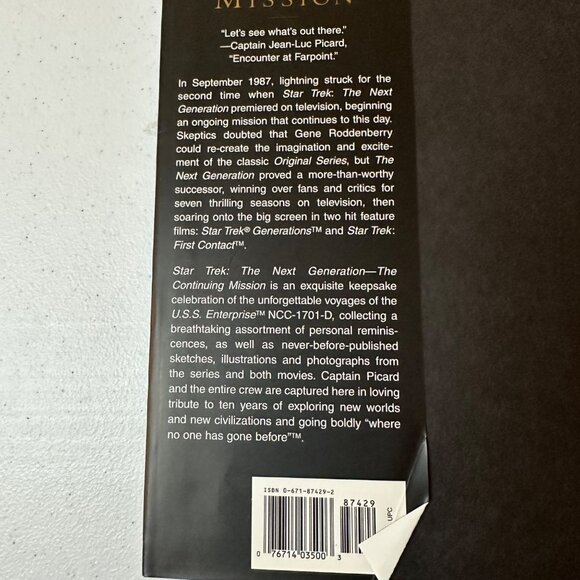 MISSION
“Let’s see what’s out there.”
—Captain Jean-Luc Picard,
“Encounter at Farpoint.”
In September 1987, lightning struck for the
second time when Star Trek: The Next
Generation premiered on television, beginning
an ongoing mission that continues to this day.
Skeptics doubted that Gene Roddenberry
could re-create the imagination and excite-
ment of the classic Original Series, but The
Next Generation proved a more-than-worthy
successor, winning over fans and critics for
seven thrilling seasons on television, then
soaring onto the big screen in two hit feature
films: Star Trek® Generations™ and Star Trek:
First Contact™.
Star Trek: The Next Generation—The
Continuing Mission is an exquisite keepsake
celebration of the unforgettable voyages of the
U.S.S. Enterprise™ NCC-1701-D, collecting a
breathtaking assortment of personal reminis-
cences, as well as never-before-published
sketches, illustrations and photographs from
the series and both movies. Captain Picard
and the entire crew are captured here in loving
tribute to ten years of exploring new worlds
and new civilizations and going boldly “where
no one has gone before”™.
ISBN 0-671-87429-2
87429
UPC
0 76714 03500 3